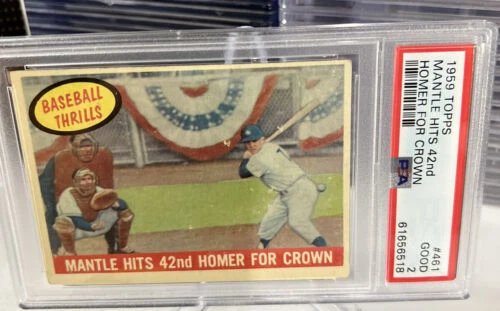 BASEBALL
THRILLS
MANTLE HITS 42nd HOMER FOR CROWN
1959 TOPPS
MANTLE HITS 42nd
HOMER FOR CROWN
#461
GOOD
2
PSA
61656518